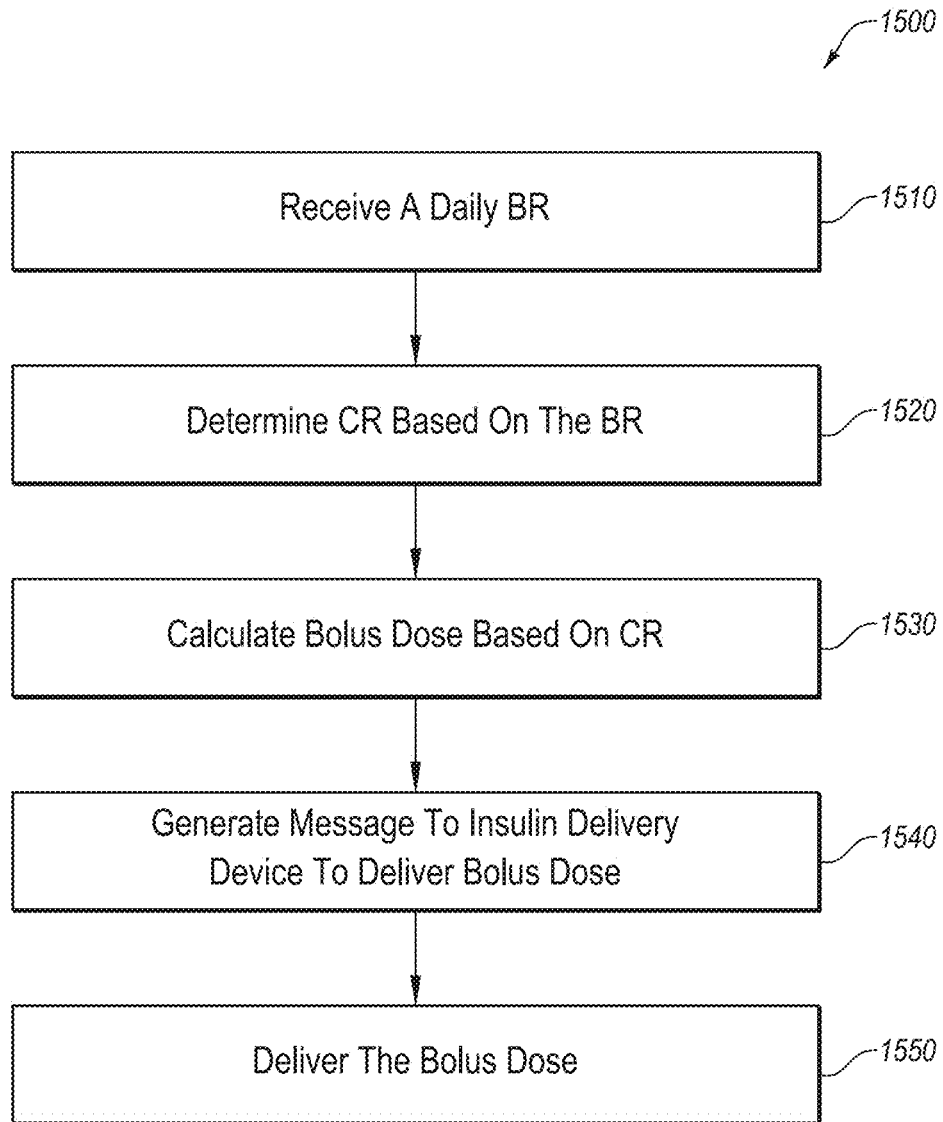 1500
Receive A Daily BR
1510
Determine CR Based On The BR
1520
Calculate Bolus Dose Based On CR
1530
Generate Message To Insulin Delivery
Device To Deliver Bolus Dose
1540
Deliver The Bolus Dose
1550